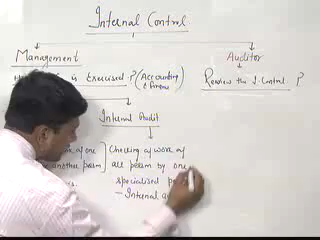 Internal Control
Management
Auditor
is Exercised ? (Accounting
& Finance)
Review the I. Control ?
Internal Audit
of one
another person
Checking of work of
all person by one
specialised
- Internal